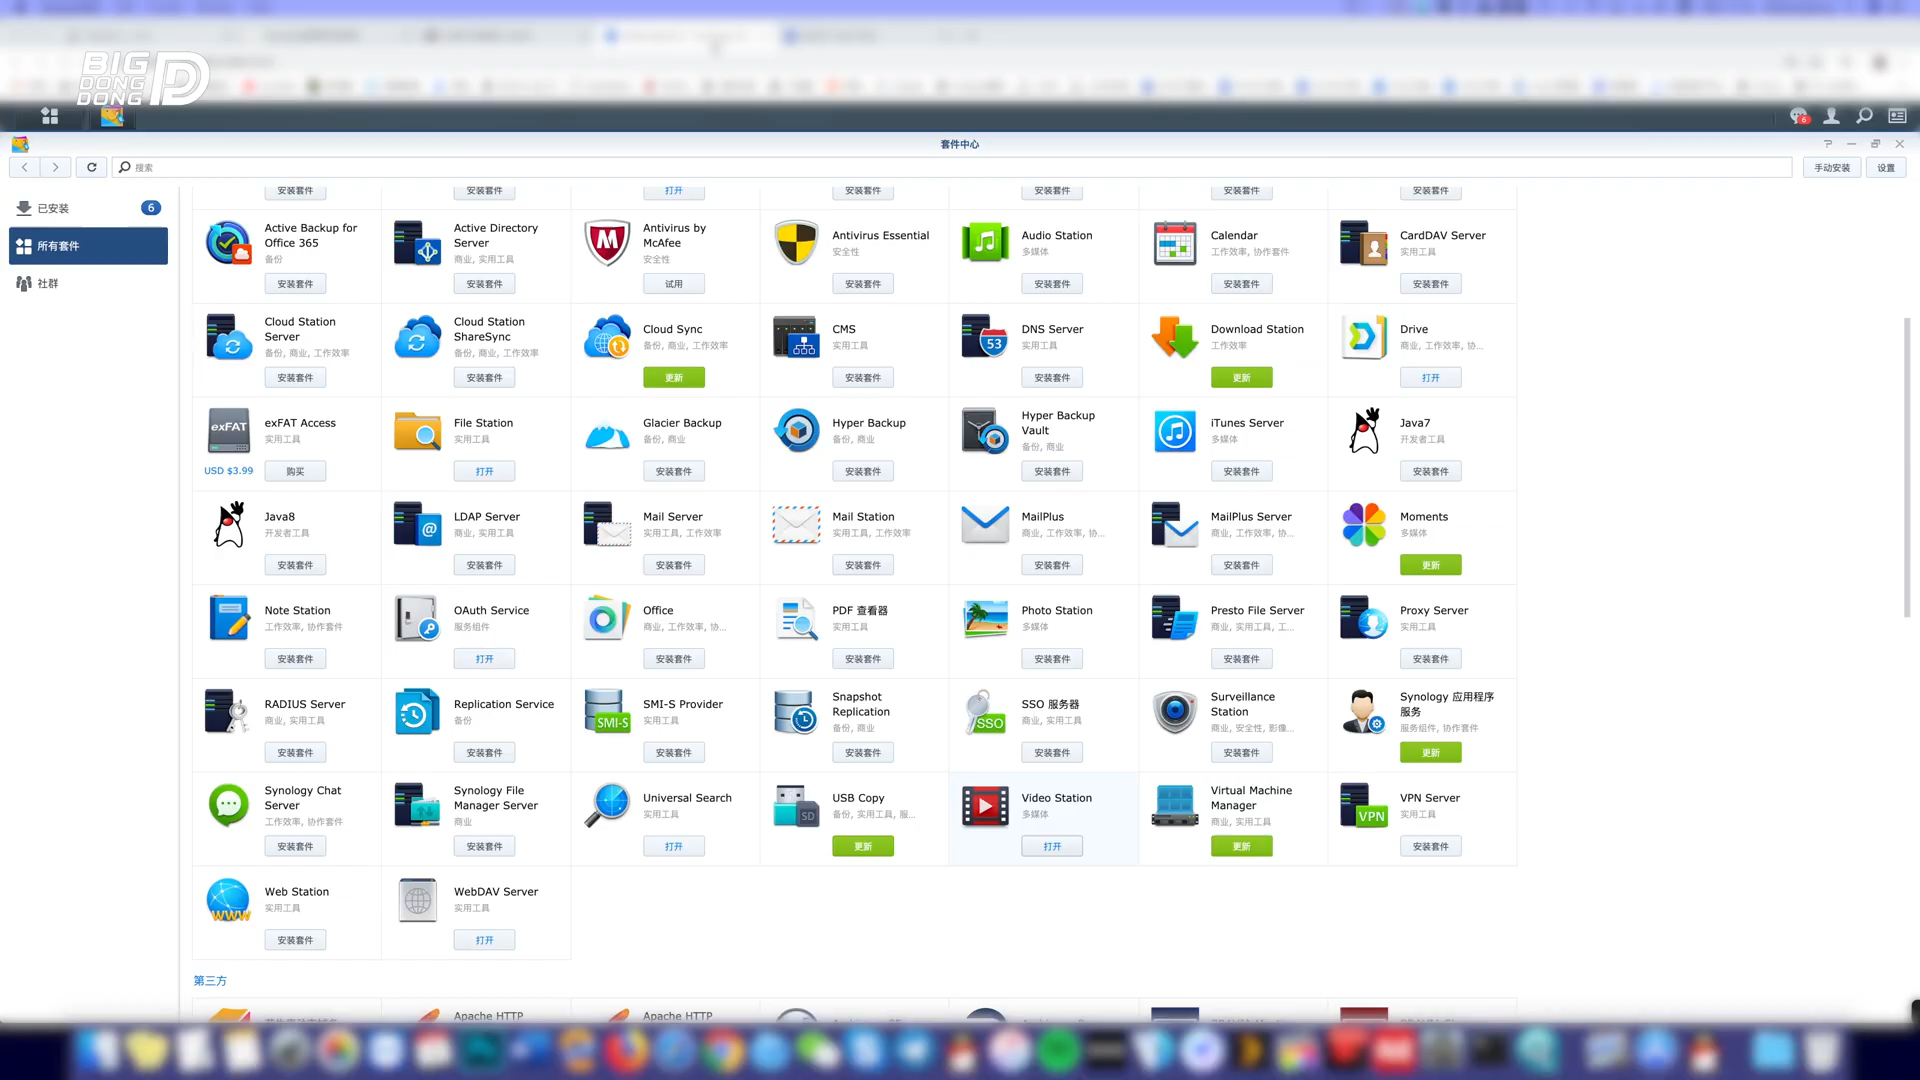 BIG
DONG
DONG
D
6
套件中心
搜索
手动安装
设置
已安装
6
所有套件
社群
安装套件
安装套件
打开
安装套件
安装套件
安装套件
安装套件
Active Backup for
Office 365
备份
安装套件
Active Directory
Server
商业, 实用工具
安装套件
Antivirus by
McAfee
安全性
试用
Antivirus Essential
安全性
安装套件
Audio Station
多媒体
安装套件
Calendar
工作效率, 协作套件
安装套件
CardDAV Server
实用工具
安装套件
Cloud Station
Server
备份, 商业, 工作效率
安装套件
Cloud Station
ShareSync
备份, 商业, 工作效率
安装套件
Cloud Sync
备份, 商业, 工作效率
更新
CMS
实用工具
安装套件
53
DNS Server
实用工具
安装套件
Download Station
工作效率
更新
Drive
商业, 工作效率, 协...
打开
exFAT
exFAT Access
实用工具
USD $3.99
购买
File Station
实用工具
打开
Glacier Backup
备份, 商业
安装套件
Hyper Backup
备份, 商业
安装套件
Hyper Backup
Vault
备份, 商业
安装套件
iTunes Server
多媒体
安装套件
Java7
开发者工具
安装套件
Java8
开发者工具
安装套件
@
LDAP Server
商业, 实用工具
安装套件
Mail Server
实用工具, 工作效率
安装套件
Mail Station
实用工具, 工作效率
安装套件
MailPlus
商业, 工作效率, 协...
安装套件
MailPlus Server
商业, 工作效率, 协...
安装套件
Moments
多媒体
更新
Note Station
工作效率, 协作套件
安装套件
OAuth Service
服务组件
打开
Office
商业, 工作效率, 协...
安装套件
PDF 查看器
实用工具
安装套件
Photo Station
多媒体
安装套件
Presto File Server
商业, 实用工具, 工...
安装套件
Proxy Server
实用工具
安装套件
RADIUS Server
商业, 实用工具
安装套件
Replication Service
备份
安装套件
SMI-S
SMI-S Provider
实用工具
安装套件
Snapshot
Replication
备份, 商业
安装套件
SSO
SSO 服务器
商业, 实用工具
安装套件
Surveillance
Station
商业, 安全性, 影像...
安装套件
Synology 应用程序
服务
服务组件, 协作套件
更新
Synology Chat
Server
工作效率, 协作套件
安装套件
Synology File
Manager Server
商业
安装套件
Universal Search
实用工具
打开
SD
USB Copy
备份, 实用工具, 服...
更新
Video Station
多媒体
打开
Virtual Machine
Manager
商业, 实用工具
更新
VPN
VPN Server
实用工具
安装套件
WWW
Web Station
实用工具
安装套件
WebDAV Server
实用工具
打开
第三方
Apache HTTP
Apache HTTP